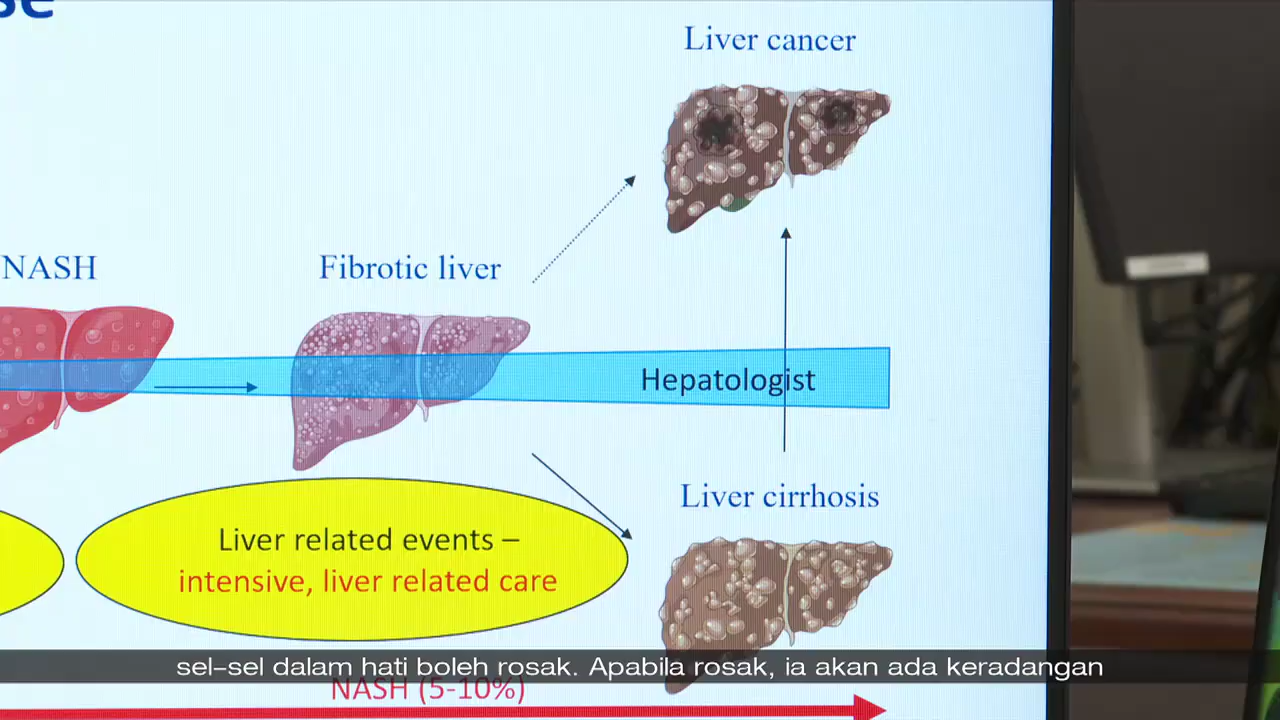 se
Liver cancer
NASH
Fibrotic liver
Hepatologist
Liver cirrhosis
Liver related events –
intensive, liver related care
sel-sel dalam hati boleh rosak. Apabila rosak, ia akan ada keradangan
NASH (5-10%)